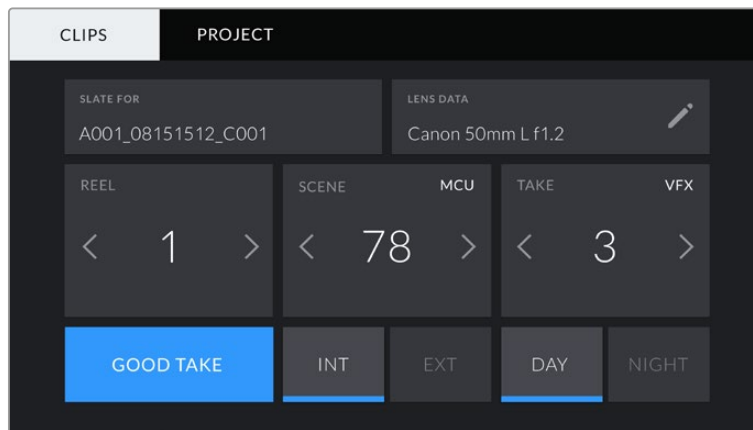 CLIPS PROJECT
SLATE FOR LENS DATA
A001_08151512_C001 Canon 50mm L f1.2
REEL SCENE MCU TAKE VFX
< 1 > < 78 > < 3 >
GOOD TAKE INT EXT DAY NIGHT